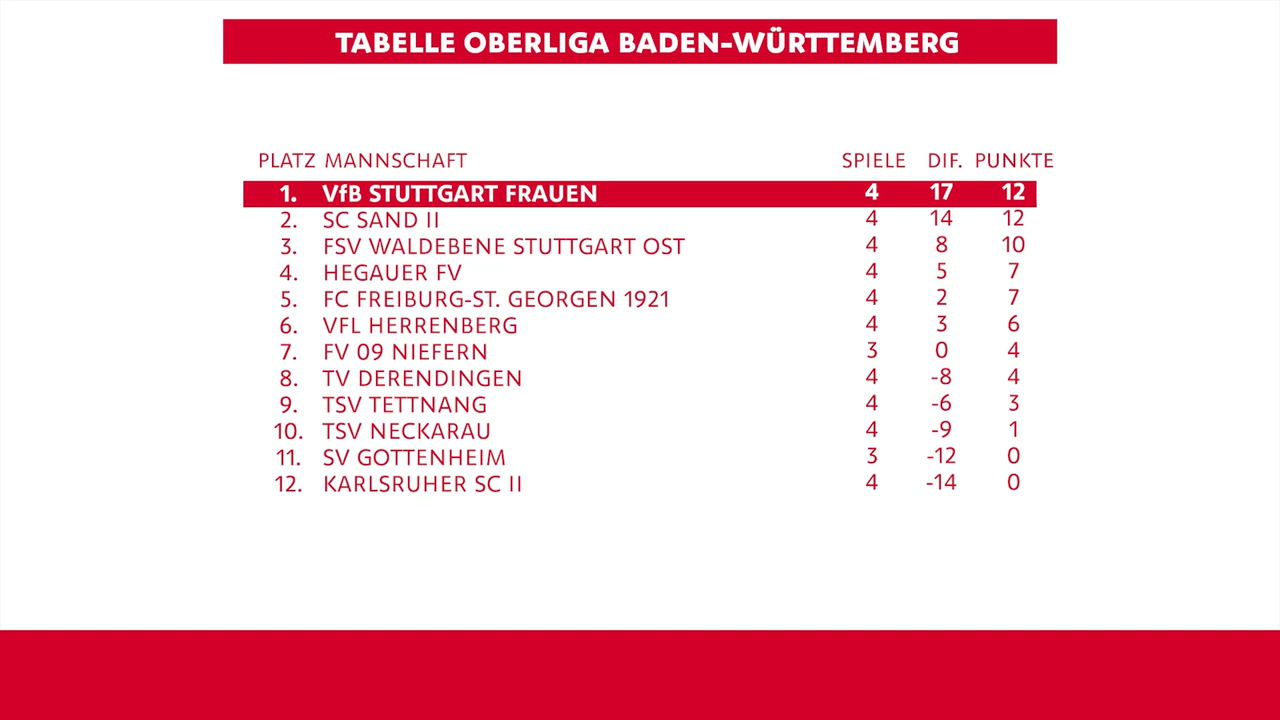 TABELLE OBERLIGA BADEN-WÜRTTEMBERG
PLATZ MANNSCHAFT SPIELE DIF. PUNKTE
1. VfB STUTTGART FRAUEN 4 17 12
2. SC SAND II 4 14 12
3. FSV WALDEBENE STUTTGART OST 4 8 10
4. HEGAUER FV 4 5 7
5. FC FREIBURG-ST. GEORGEN 1921 4 2 7
6. VFL HERRENBERG 4 3 6
7. FV 09 NIEFERN 3 0 4
8. TV DERENDINGEN 4 -8 4
9. TSV TETTNANG 4 -6 3
10. TSV NECKARAU 4 -9 1
11. SV GOTTENHEIM 3 -12 0
12. KARLSRUHER SC II 4 -14 0